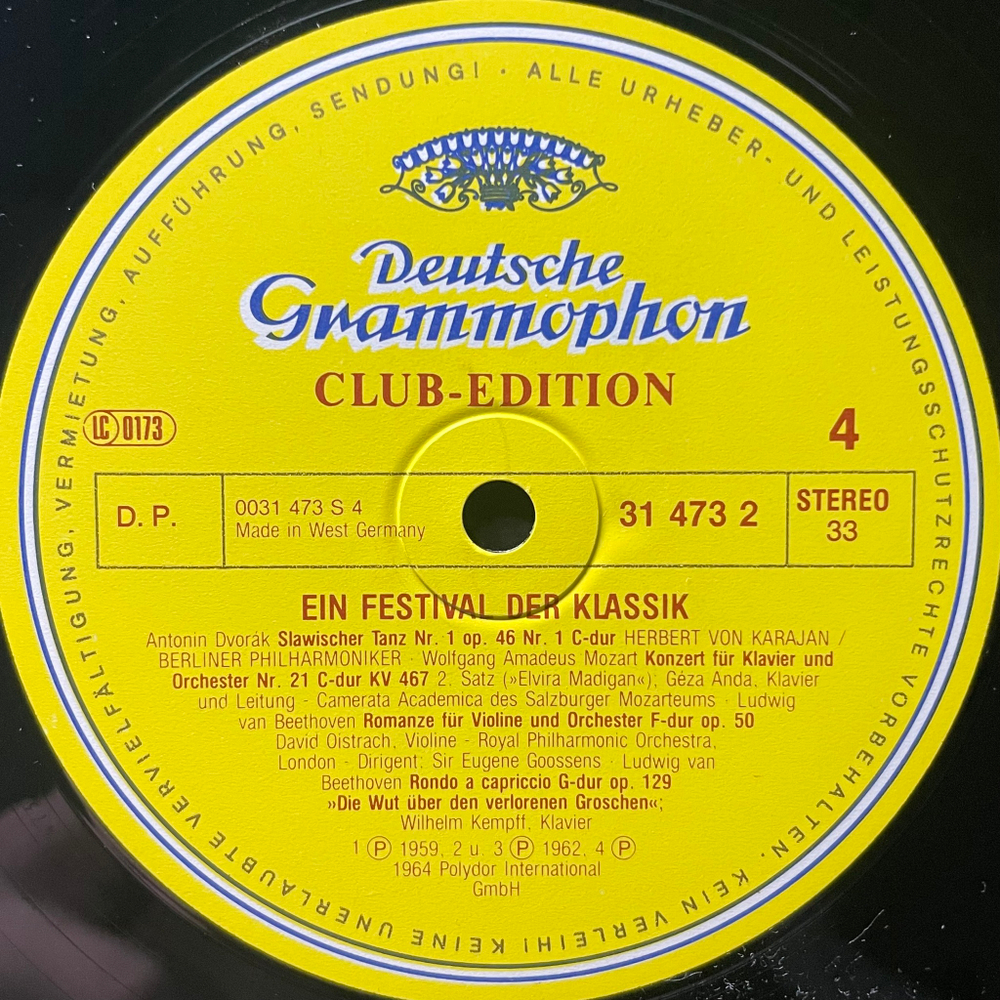 KEINE UNERLAUBTE VERVIELFÄLTIGUNG, VERMIETUNG, AUFFÜHRUNG, SENDUNG! · ALLE URHEBER- UND LEISTUNGSSCHUTZRECHTE VORBEHALTEN. KEIN VERLEIH!
Deutsche
Grammophon
CLUB-EDITION
LC 0173
4
D. P.
0031 473 S 4
Made in West Germany
31 473 2
STEREO
33
EIN FESTIVAL DER KLASSIK
Antonin Dvorák Slawischer Tanz Nr. 1 op. 46 Nr. 1 C-dur HERBERT VON KARAJAN /
BERLINER PHILHARMONIKER · Wolfgang Amadeus Mozart Konzert für Klavier und
Orchester Nr. 21 C-dur KV 467 2. Satz (»Elvira Madigan«); Géza Anda, Klavier
und Leitung - Camerata Academica des Salzburger Mozarteums · Ludwig
van Beethoven Romanze für Violine und Orchester F-dur op. 50
David Oistrach, Violine - Royal Philharmonic Orchestra,
London - Dirigent: Sir Eugene Goossens · Ludwig van
Beethoven Rondo a capriccio G-dur op. 129
»Die Wut über den verlorenen Groschen«;
Wilhelm Kempff, Klavier
1 Ⓟ 1959, 2 u. 3 Ⓟ 1962, 4 Ⓟ
1964 Polydor International
GmbH